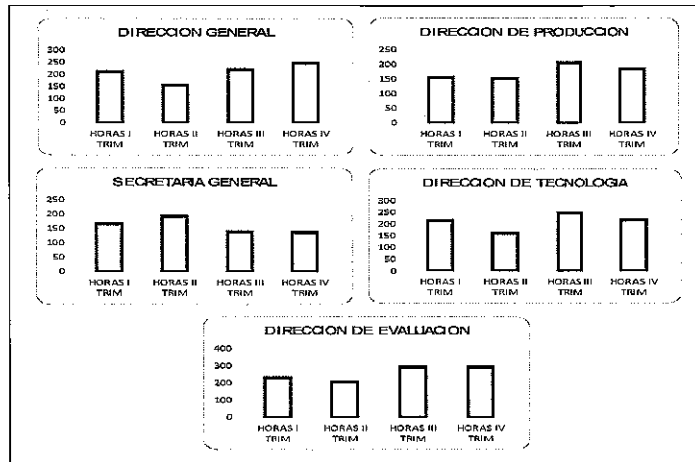 DIRECCION GENERAL
300
250
200
150
100
50
0
HORAS I HORAS II HORAS III HORAS IV
TRIM TRIM TRIM TRIM
DIRECCION DE PRODUCCION
250
200
150
100
50
0
HORAS I HORAS II HORAS III HORAS IV
TRIM TRIM TRIM TRIM
SECRETARIA GENERAL
250
200
150
100
50
0
HORAS I HORAS II HORAS III HORAS IV
TRIM TRIM TRIM TRIM
DIRECCION DE TECNOLOGIA
300
250
200
150
100
50
0
HORAS I HORAS II HORAS III HORAS IV
TRIM TRIM TRIM TRIM
DIRECCION DE EVALUACION
400
300
200
100
0
HORAS I HORAS II HORAS III HORAS IV
TRIM TRIM TRIM TRIM